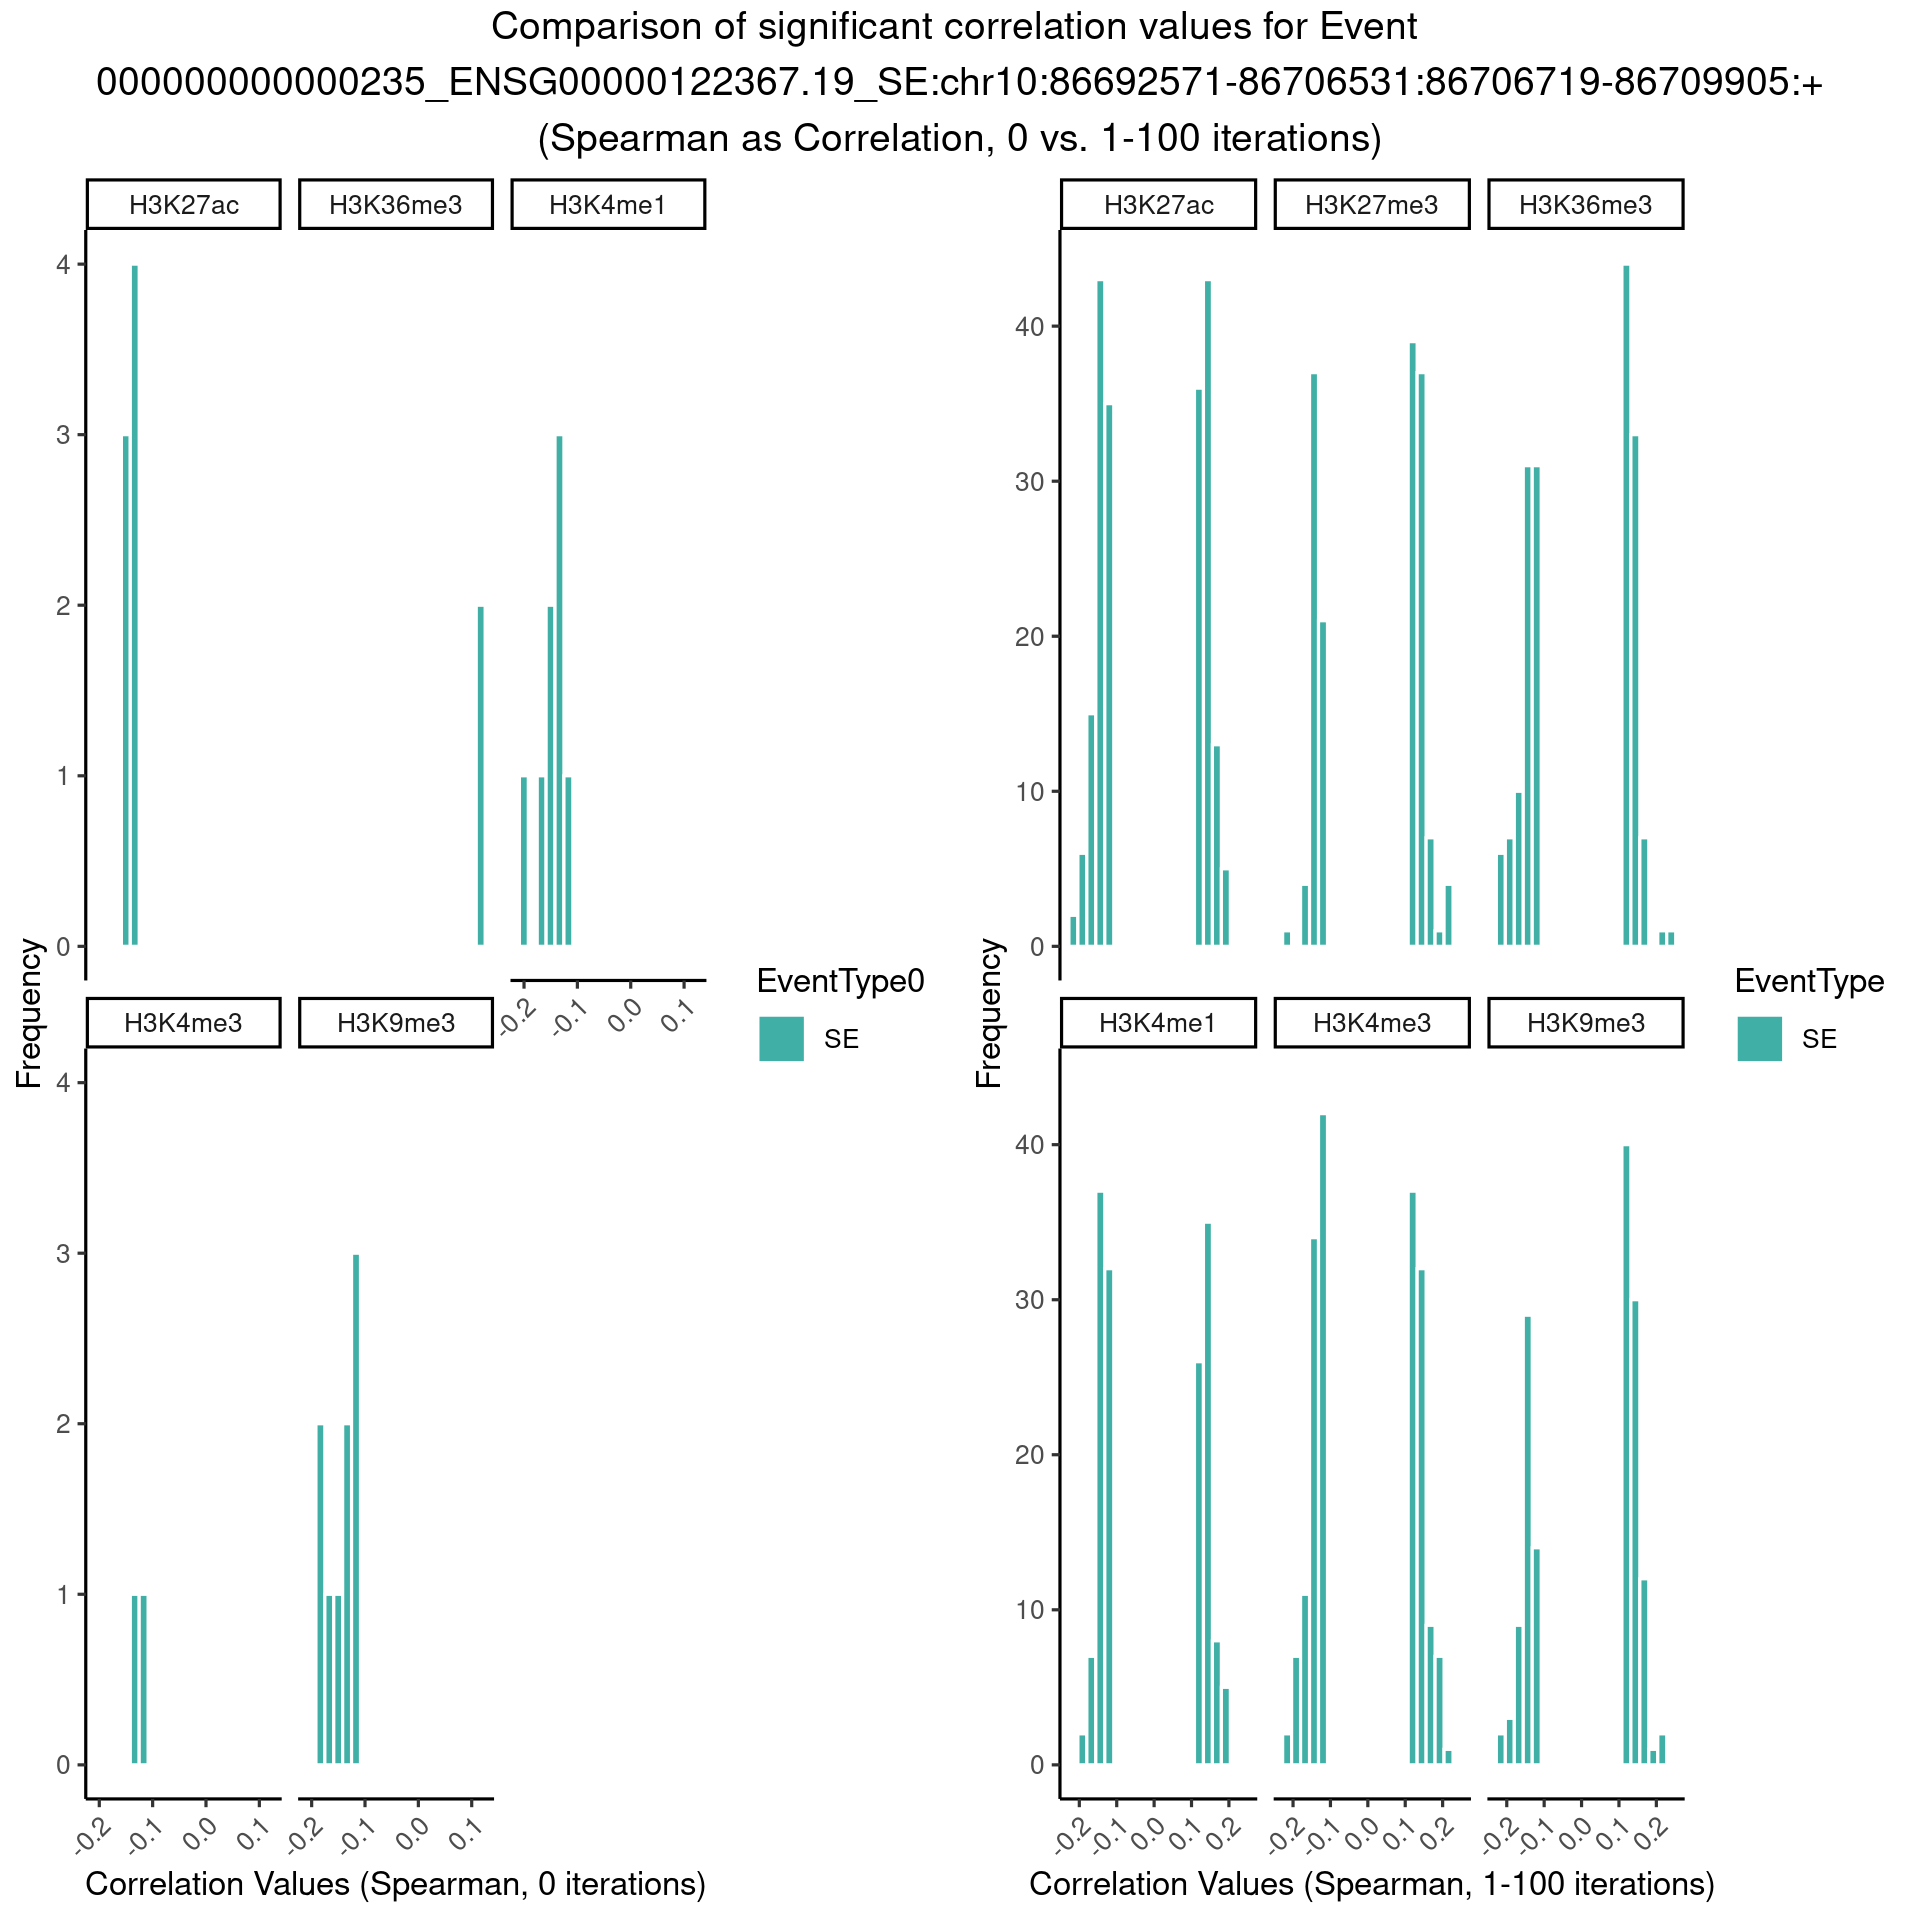 Comparison of significant correlation values for Event
000000000000235_ENSG00000122367.19_SE:chr10:86692571-86706531:86706719-86709905:+
(Spearman as Correlation, 0 vs. 1-100 iterations)
H3K27ac
H3K36me3
H3K4me1
4
3
2
1
0
-0.2
-0.1
0.0
0.1
H3K4me3
H3K9me3
4
3
2
1
0
-0.2
-0.1
0.0
0.1
-0.2
-0.1
0.0
0.1
Frequency
Correlation Values (Spearman, 0 iterations)
EventType0
SE
H3K27ac
H3K27me3
H3K36me3
40
30
20
10
0
H3K4me1
H3K4me3
H3K9me3
40
30
20
10
0
-0.2
-0.1
0.0
0.1
0.2
-0.2
-0.1
0.0
0.1
0.2
-0.2
-0.1
0.0
0.1
0.2
Frequency
Correlation Values (Spearman, 1-100 iterations)
EventType
SE